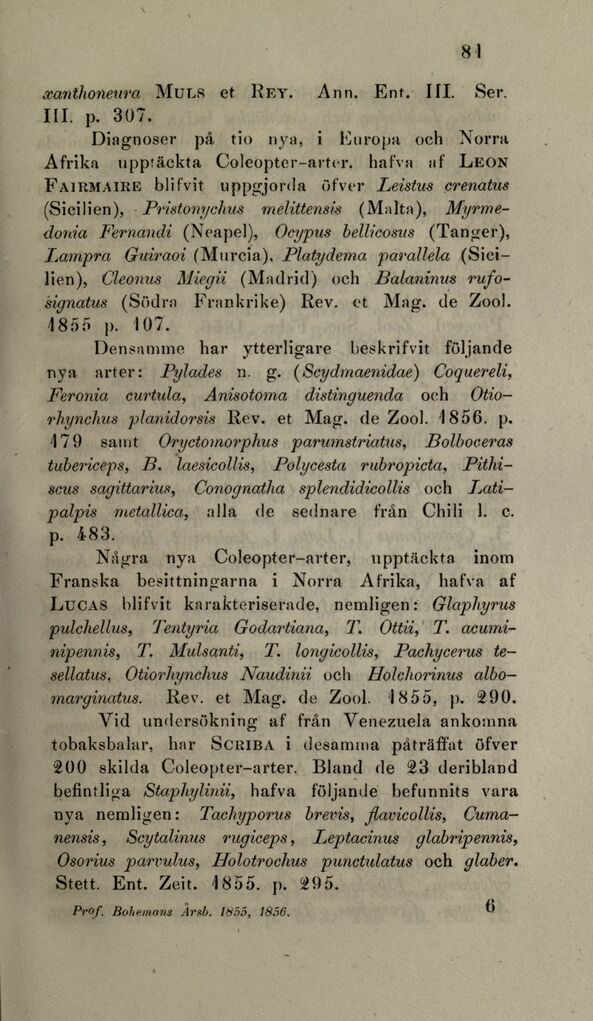 81
xanthoneura MULS et REY. Ann. Ent. III. Ser.
III. p. 307.
Diagnoser på tio nya, i Europa och Norra
Afrika upptäckta Coleopter-arter. hafva af LEON
FAIRMAIRE blifvit uppgjorda öfver Leistus crenatus
(Sicilien), Pristonychus melittensis (Malta), Myrme-
donia Fernandi (Neapel), Ocypus bellicosus (Tanger),
Lampra Guiraoi (Murcia), Platydema parallela (Sici-
lien), Cleonus Miegii (Madrid) och Balaninus rufo-
signatus (Södra Frankrike) Rev. et Mag. de Zool.
1855 p. 107.
Densamme har ytterligare beskrifvit följande
nya arter: Pylades n. g. (Scydmaenidae) Coquereli,
Feronia curtula, Anisotoma distinguenda och Otio-
rhynchus planidorsis Rev. et Mag. de Zool. 1856. p.
179 samt Oryctomorphus parumstriatus, Bolboceras
tubericeps, B. laesicollis, Polycesta rubropicta, Pithi-
scus sagittarius, Conognatha splendidicollis och Lati-
palpis metallica, alla de sednare från Chili l. c.
p. 483.
Några nya Coleopter-arter, upptäckta inom
Franska besittningarna i Norra Afrika, hafva af
LUCAS blifvit karakteriserade, nemligen: Glaphyrus
pulchellus, Tentyria Godartiana, T. Ottii, T. acumi-
nipennis, T. Mulsanti, T. longicollis, Pachycerus te-
sellatus, Otiorhynchus Naudinii och Holchorinus albo-
marginatus. Rev. et Mag. de Zool. 1855, p. 290.
Vid undersökning af från Venezuela ankomna
tobaksbalar, har SCRIBA i desamma påträffat öfver
200 skilda Coleopter-arter. Bland de 23 deribland
befintliga Staphylinii, hafva följande befunnits vara
nya nemligen: Tachyporus brevis, flavicollis, Cuma-
nensis, Scytalinus rugiceps, Leptacinus glabripennis,
Osorius parvulus, Holotrochus punctulatus och glaber.
Stett. Ent. Zeit. 1855. p. 295.
Prof. Bohemans Årsb. 1855, 1856. 6